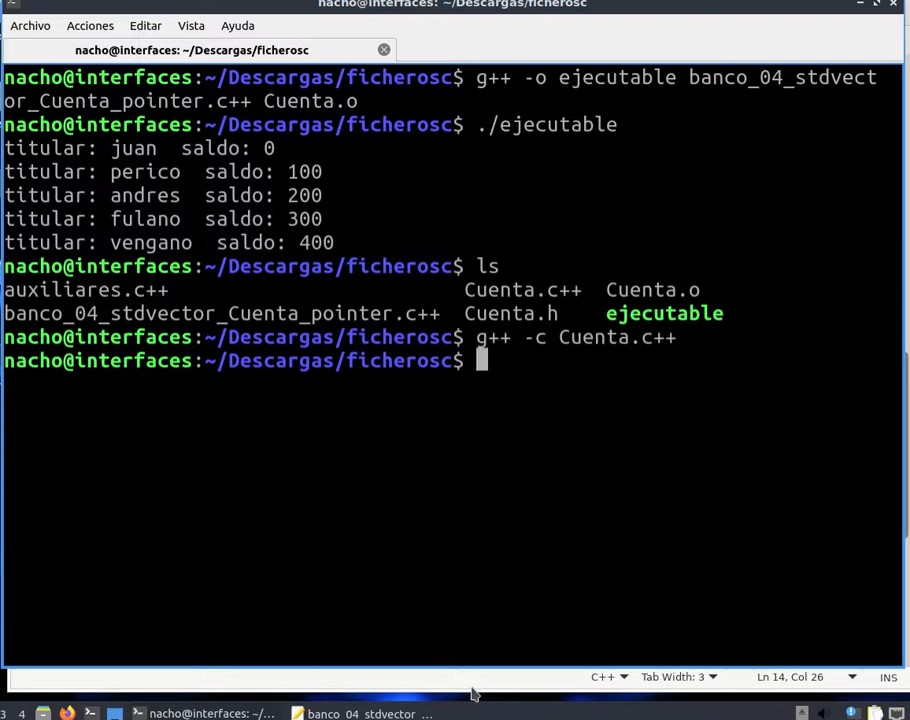 nacho@interfaces: ~/Descargas/ficherosc
Archivo Acciones Editar Vista Ayuda
nacho@interfaces: ~/Descargas/ficherosc
nacho@interfaces:~/Descargas/ficherosc$ g++ -o ejecutable banco_04_stdvect
or_Cuenta_pointer.c++ Cuenta.o
nacho@interfaces:~/Descargas/ficherosc$ ./ejecutable
titular: juan  saldo: 0
titular: perico  saldo: 100
titular: andres  saldo: 200
titular: fulano  saldo: 300
titular: vengano  saldo: 400
nacho@interfaces:~/Descargas/ficherosc$ ls
auxiliares.c++ Cuenta.c++ Cuenta.o
banco_04_stdvector_Cuenta_pointer.c++ Cuenta.h ejecutable
nacho@interfaces:~/Descargas/ficherosc$ g++ -c Cuenta.c++
nacho@interfaces:~/Descargas/ficherosc$
C++ Tab Width: 3 Ln 14, Col 26 INS
3 4 nacho@interfaces: ~/... banco_04_stdvector_...